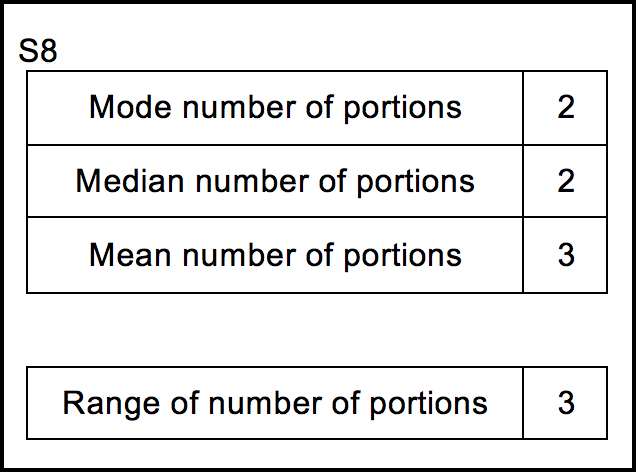 S8
Mode number of portions 2
Median number of portions 2
Mean number of portions 3
Range of number of portions 3